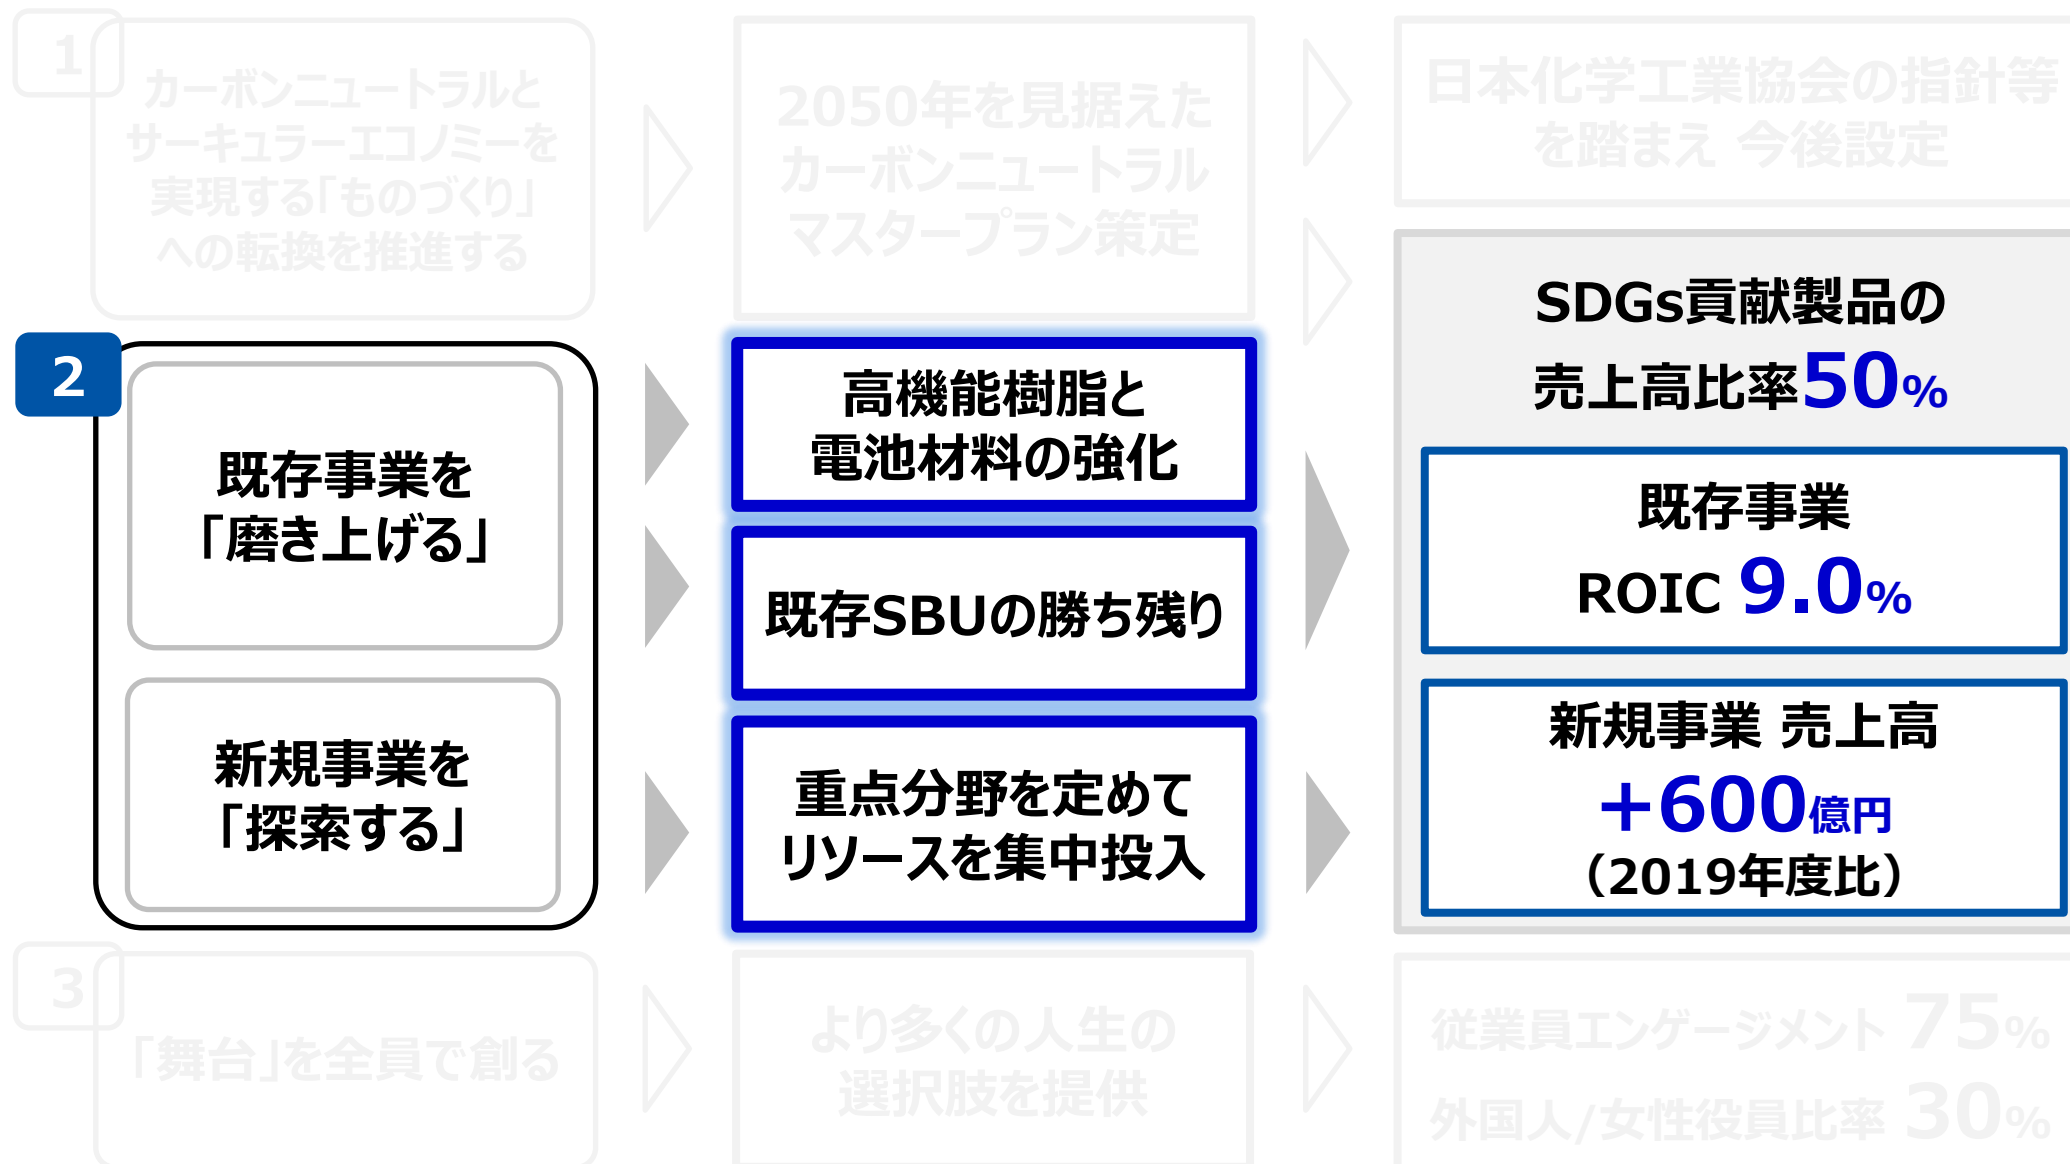 1
カーボンニュートラルと
サーキュラーエコノミーを
実現する「ものづくり」
への転換を推進する
2050年を見据えた
カーボンニュートラル
マスタープラン策定
日本化学工業協会の指針等
を踏まえ 今後設定
2
既存事業を
「磨き上げる」
新規事業を
「探索する」
高機能樹脂と
電池材料の強化
既存SBUの勝ち残り
重点分野を定めて
リソースを集中投入
SDGs貢献製品の
売上高比率50%
既存事業
ROIC 9.0%
新規事業 売上高
+600億円
（2019年度比）
3
「舞台」を全員で創る
より多くの人生の
選択肢を提供
従業員エンゲージメント 75%
外国人/女性役員比率 30%